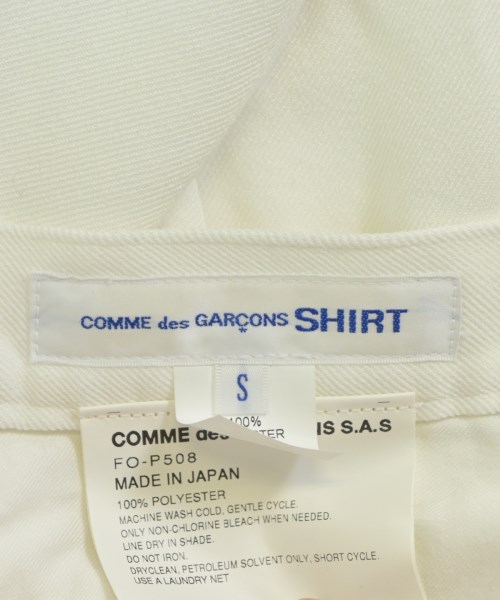 COMME des GARÇONS SHIRT
S
100%
COMME des NS S.A.S
FO-P508
MADE IN JAPAN
100% POLYESTER
MACHINE WASH COLD, GENTLE CYCLE.
ONLY NON-CHLORINE BLEACH WHEN NEEDED.
LINE DRY IN SHADE.
DO NOT IRON.
DRYCLEAN, PETROLEUM SOLVENT ONLY, SHORT CYCLE.
USE A LAUNDRY NET